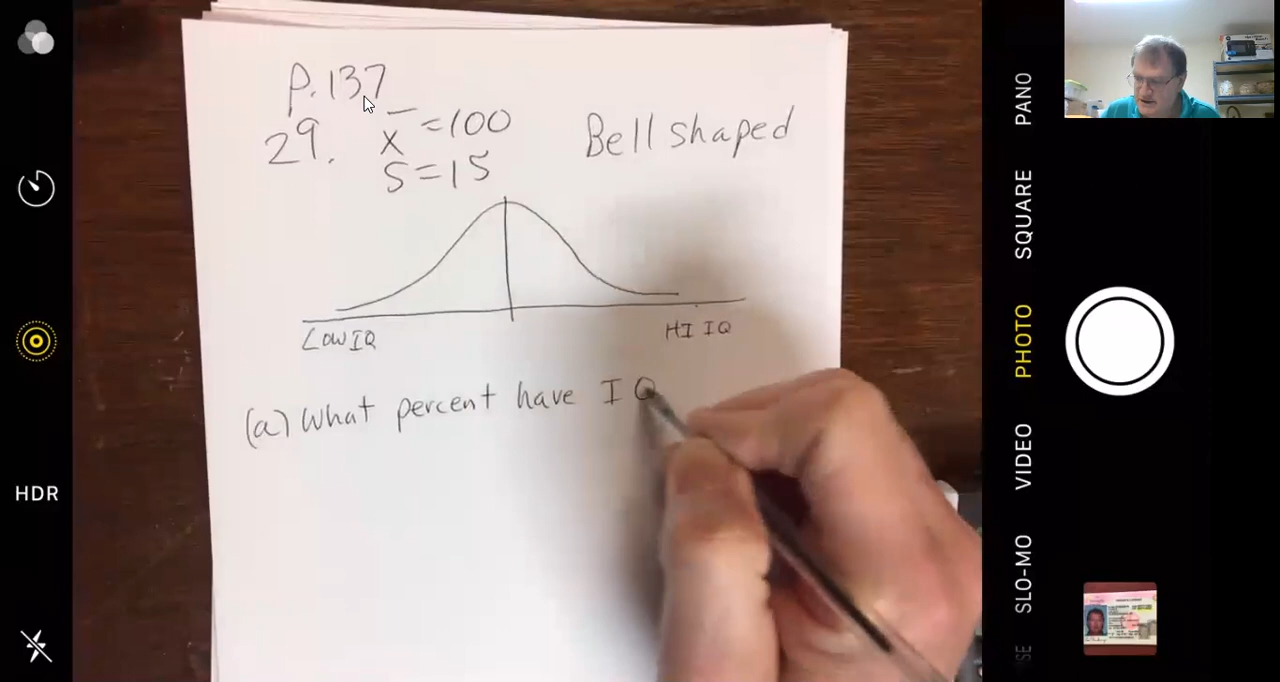 P.137
29. x̄ =100
S=15
Bell shaped
LOW IQ
HI IQ
(a) What percent have IQ
HDR
PANO
SQUARE
PHOTO
VIDEO
SLO-MO
SE